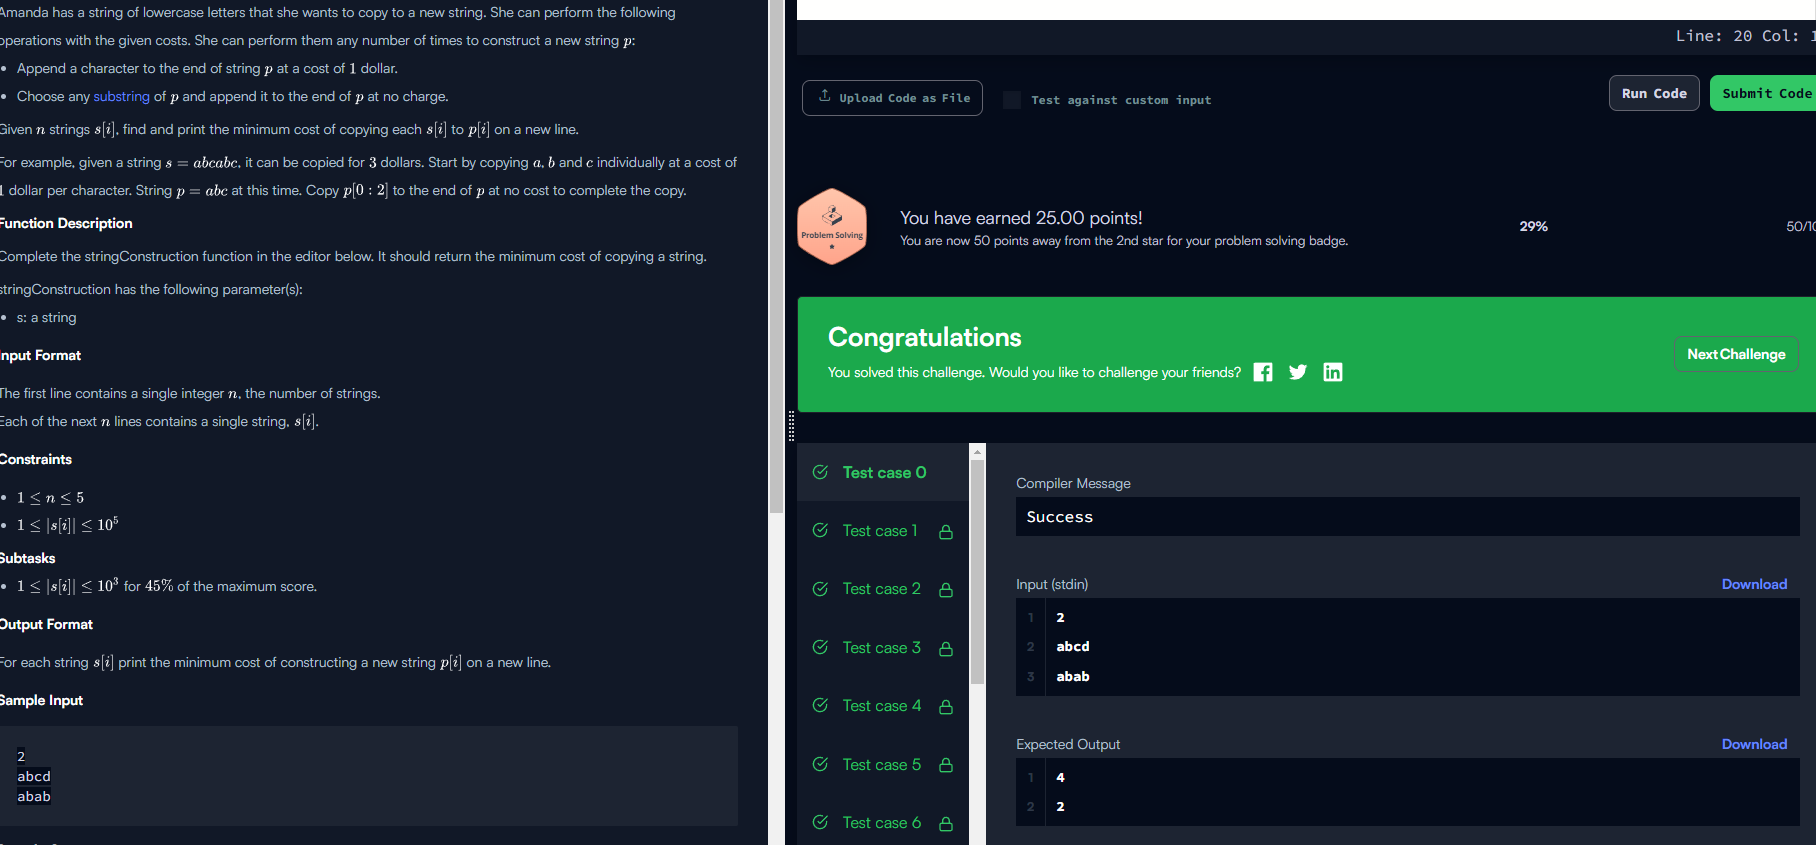 Amanda has a string of lowercase letters that she wants to copy to a new string. She can perform the following
operations with the given costs. She can perform them any number of times to construct a new string p:
• Append a character to the end of string p at a cost of 1 dollar.
• Choose any substring of p and append it to the end of p at no charge.
Given n strings s[i], find and print the minimum cost of copying each s[i] to p[i] on a new line.
For example, given a string s = abcabc, it can be copied for 3 dollars. Start by copying a, b and c individually at a cost of
1 dollar per character. String p = abc at this time. Copy p[0 : 2] to the end of p at no cost to complete the copy.
Function Description
Complete the stringConstruction function in the editor below. It should return the minimum cost of copying a string.
stringConstruction has the following parameter(s):
• s: a string
Input Format
The first line contains a single integer n, the number of strings.
Each of the next n lines contains a single string, s[i].
Constraints
• 1 ≤ n ≤ 5
• 1 ≤ |s[i]| ≤ 10⁵
Subtasks
• 1 ≤ |s[i]| ≤ 10³ for 45% of the maximum score.
Output Format
For each string s[i] print the minimum cost of constructing a new string p[i] on a new line.
Sample Input
2
abcd
abab
Line: 20 Col: 1
Upload Code as File
Test against custom input
Run Code
Submit Code
Problem Solving
You have earned 25.00 points!
You are now 50 points away from the 2nd star for your problem solving badge.
29%
50/10
Congratulations
You solved this challenge. Would you like to challenge your friends?
Next Challenge
Test case 0
Test case 1
Test case 2
Test case 3
Test case 4
Test case 5
Test case 6
Compiler Message
Success
Input (stdin)
Download
1 2
2 abcd
3 abab
Expected Output
Download
1 4
2 2